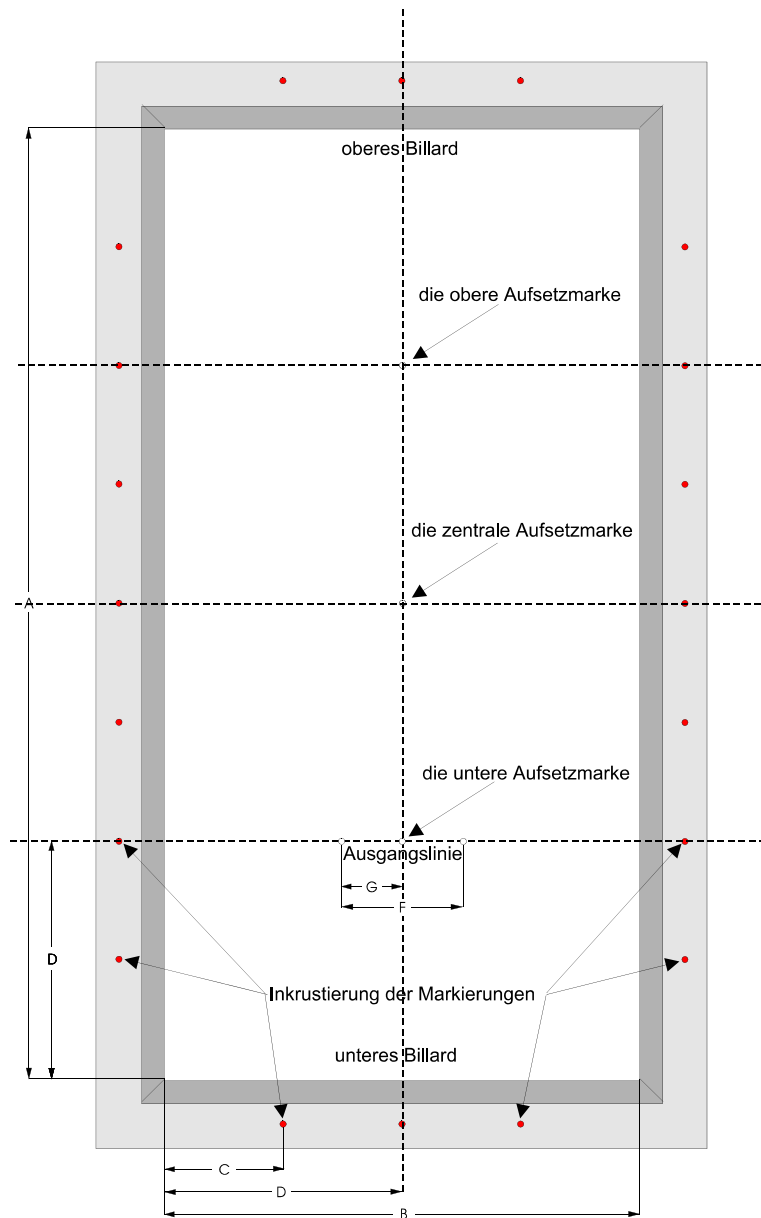 oberes Billard
die obere Aufsetzmarke
die zentrale Aufsetzmarke
A
die untere Aufsetzmarke
Ausgangslinie
G
F
D
Inkrustierung der Markierungen
unteres Billard
C
D
B